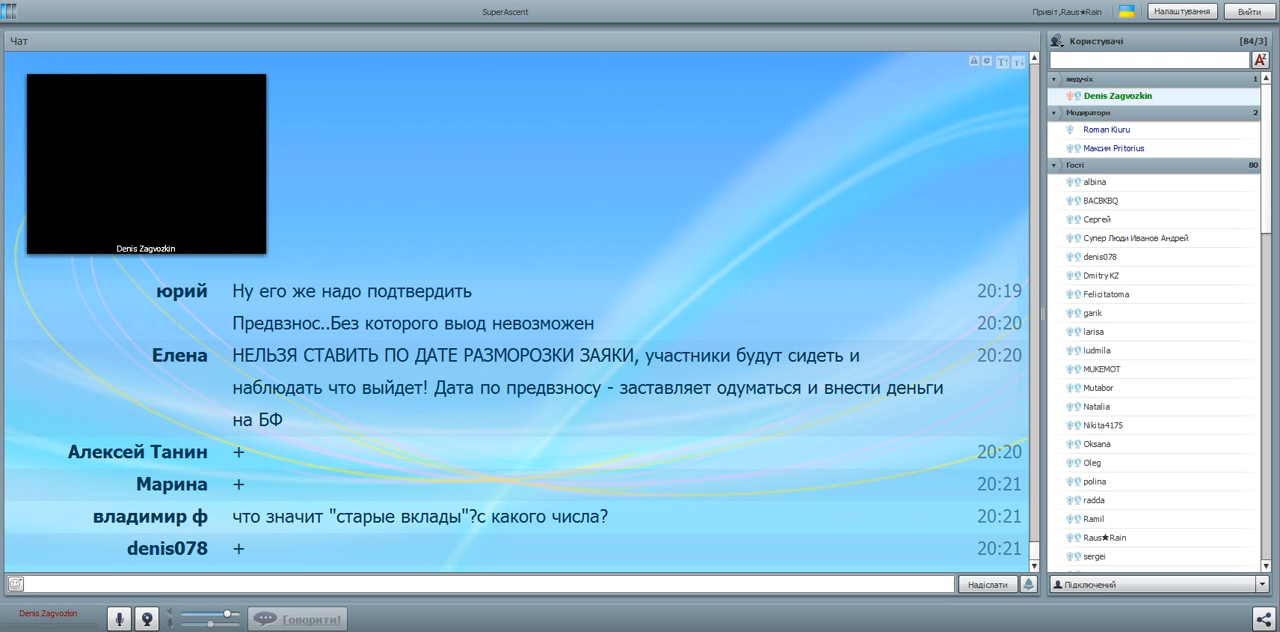 SuperAscent
Привіт,Raus★Rain
Налаштування
Вийти
Чат
Denis Zagvozkin
юрий Ну его же надо подтвердить 20:19
Предвзнос..Без которого выод невозможен 20:20
Елена НЕЛЬЗЯ СТАВИТЬ ПО ДАТЕ РАЗМОРОЗКИ ЗАЯКИ, участники будут сидеть и 20:20
наблюдать что выйдет! Дата по предвзносу - заставляет одуматься и внести деньги
на БФ
Алексей Танин + 20:20
Марина + 20:21
владимир ф что значит "старые вклады"?с какого числа? 20:21
denis078 + 20:21
Надіслати
Denis Zagvozkin
Говорити!
Користувачі [84/3]
ведучіх 1
Denis Zagvozkin
Модератори 2
Roman Kiuru
Максим Pritorius
Гості 80
albina
ВАСВКВQ
Сергей
Супер Люди Иванов Андрей
denis078
Dmitry KZ
Felicitatoma
garik
larisa
ludmila
MUKEMOT
Mutabor
Natalia
Nikita4175
Oksana
Oleg
polina
radda
Ramil
Raus★Rain
sergei
Підключений